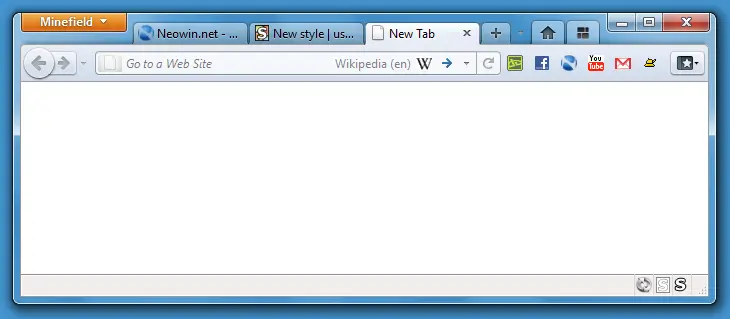 Minefield
Neowin.net - ...
New style | us...
New Tab
Go to a Web Site
Wikipedia (en)
W
f
You
Tube
S
S